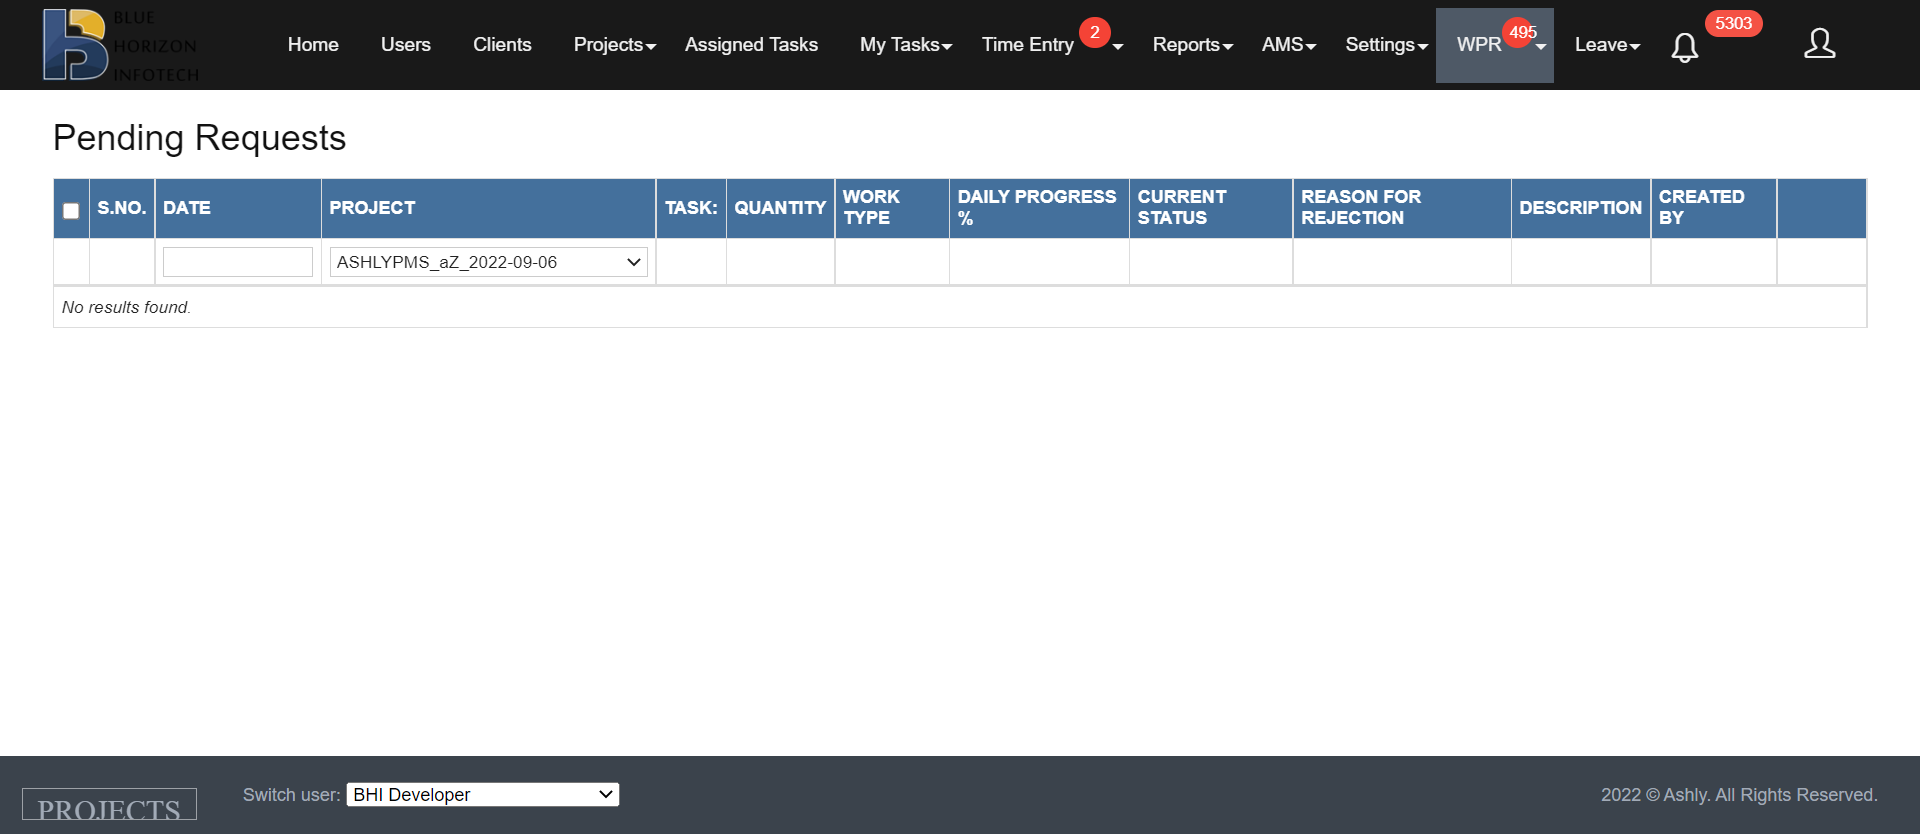 BLUE
HORIZON
INFOTECH
Home Users Clients Projects Assigned Tasks My Tasks Time Entry 2 Reports AMS Settings WPR 495 Leave 5303
Pending Requests
S.NO. DATE PROJECT TASK: QUANTITY WORK TYPE DAILY PROGRESS % CURRENT STATUS REASON FOR REJECTION DESCRIPTION CREATED BY
ASHLYPMS_aZ_2022-09-06
No results found.
PROJECTS Switch user: BHI Developer 2022 © Ashly. All Rights Reserved.